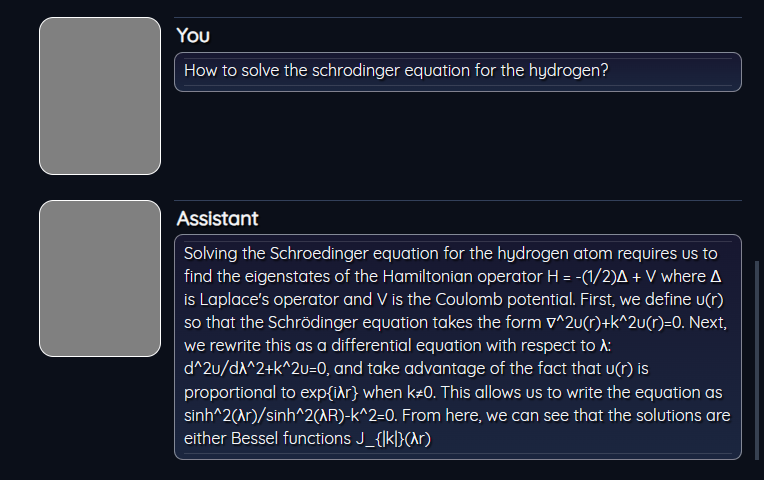 You
How to solve the schrodinger equation for the hydrogen?
Assistant
Solving the Schroedinger equation for the hydrogen atom requires us to
find the eigenstates of the Hamiltonian operator H = -(1/2)Δ + V where Δ
is Laplace's operator and V is the Coulomb potential. First, we define u(r)
so that the Schrödinger equation takes the form ∇^2u(r)+k^2u(r)=0. Next,
we rewrite this as a differential equation with respect to λ:
d^2u/dλ^2+k^2u=0, and take advantage of the fact that u(r) is
proportional to exp{iλr} when k≠0. This allows us to write the equation as
sinh^2(λr)/sinh^2(λR)-k^2=0. From here, we can see that the solutions are
either Bessel functions J_{|k|}(λr)